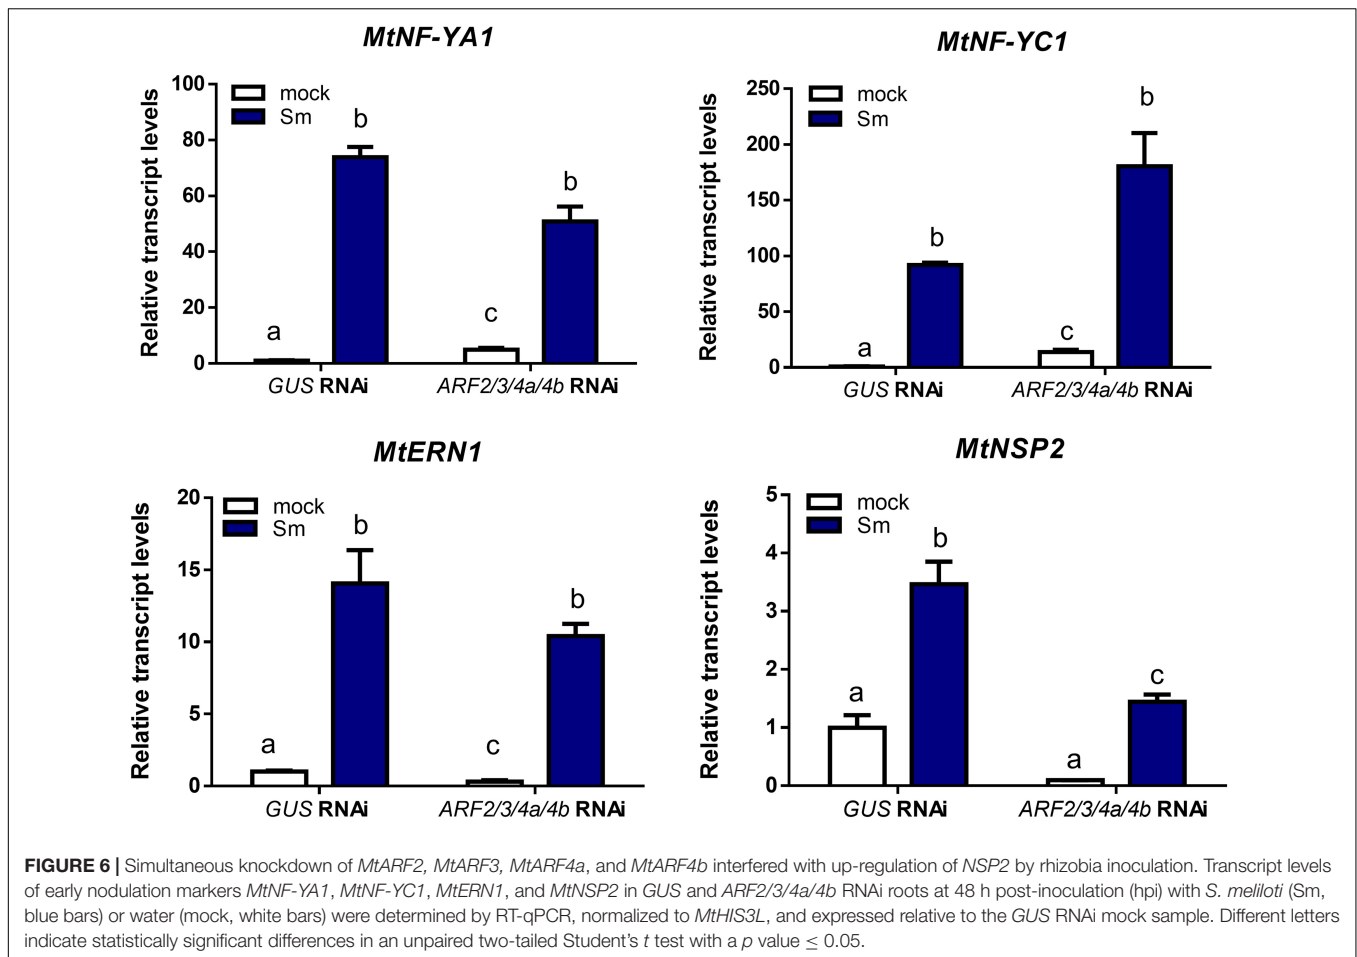 MtNF-YA1
Relative transcript levels
100
80
60
40
20
0
mock
Sm
a
b
c
b
GUS RNAi
ARF2/3/4a/4b RNAi
MtNF-YC1
Relative transcript levels
250
200
150
100
50
0
mock
Sm
a
b
c
b
GUS RNAi
ARF2/3/4a/4b RNAi
MtERN1
Relative transcript levels
20
15
10
5
0
mock
Sm
a
b
c
b
GUS RNAi
ARF2/3/4a/4b RNAi
MtNSP2
Relative transcript levels
5
4
3
2
1
0
mock
Sm
a
b
a
c
GUS RNAi
ARF2/3/4a/4b RNAi
FIGURE 6 | Simultaneous knockdown of MtARF2, MtARF3, MtARF4a, and MtARF4b interfered with up-regulation of NSP2 by rhizobia inoculation. Transcript levels
of early nodulation markers MtNF-YA1, MtNF-YC1, MtERN1, and MtNSP2 in GUS and ARF2/3/4a/4b RNAi roots at 48 h post-inoculation (hpi) with S. meliloti (Sm,
blue bars) or water (mock, white bars) were determined by RT-qPCR, normalized to MtHIS3L, and expressed relative to the GUS RNAi mock sample. Different letters
indicate statistically significant differences in an unpaired two-tailed Student's t test with a p value ≤ 0.05.